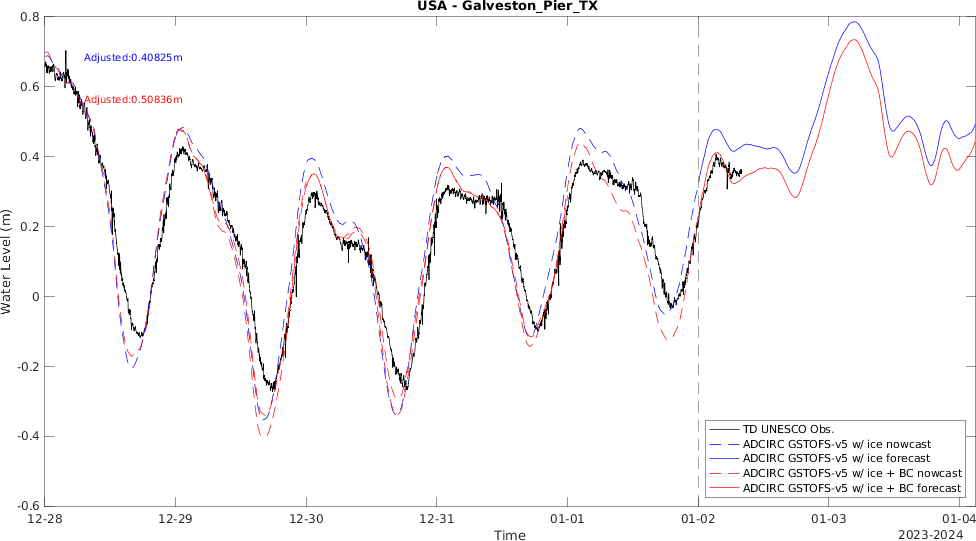 USA - Galveston_Pier_TX
Adjusted:0.40825m
Adjusted:0.50836m
Water Level (m)
0.8
0.6
0.4
0.2
0
-0.2
-0.4
-0.6
TD UNESCO Obs.
ADCIRC GSTOFS-v5 w/ ice nowcast
ADCIRC GSTOFS-v5 w/ ice forecast
ADCIRC GSTOFS-v5 w/ ice + BC nowcast
ADCIRC GSTOFS-v5 w/ ice + BC forecast
12-28 12-29 12-30 12-31 01-01 01-02 01-03 01-04
Time
2023-2024